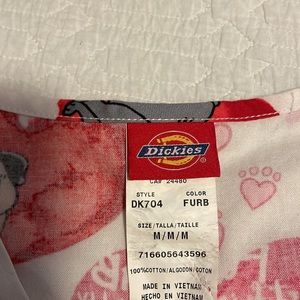 Dickies
CA# 24480
STYLE COLOR
DK704 FURB
SIZE/TALLA/TAILLE
M/M/M
716605643596
100%COTTON/ALGODON/COTON
MADE IN VIETNAM
HECHO EN VIETNAM